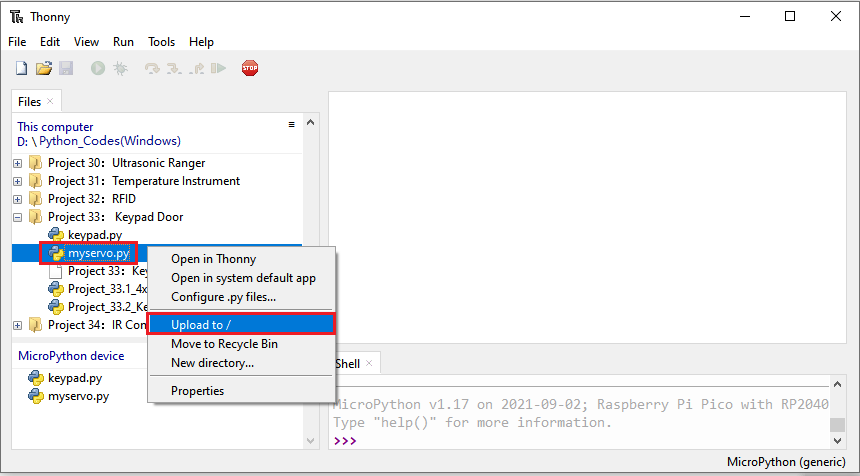 Thonny
File Edit View Run Tools Help
STOP
Files
This computer
D: \Python_Codes(Windows)
Project 30： Ultrasonic Ranger
Project 31： Temperature Instrument
Project 32： RFID
Project 33： Keypad Door
keypad.py
myservo.py
Project 33： Key
Project_33.1_4x
Project_33.2_Ke
Project 34： IR Con
Open in Thonny
Open in system default app
Configure .py files...
Upload to /
Move to Recycle Bin
New directory...
Properties
MicroPython device
keypad.py
myservo.py
Shell
MicroPython v1.17 on 2021-09-02; Raspberry Pi Pico with RP2040
Type "help()" for more information.
>>>
MicroPython (generic)